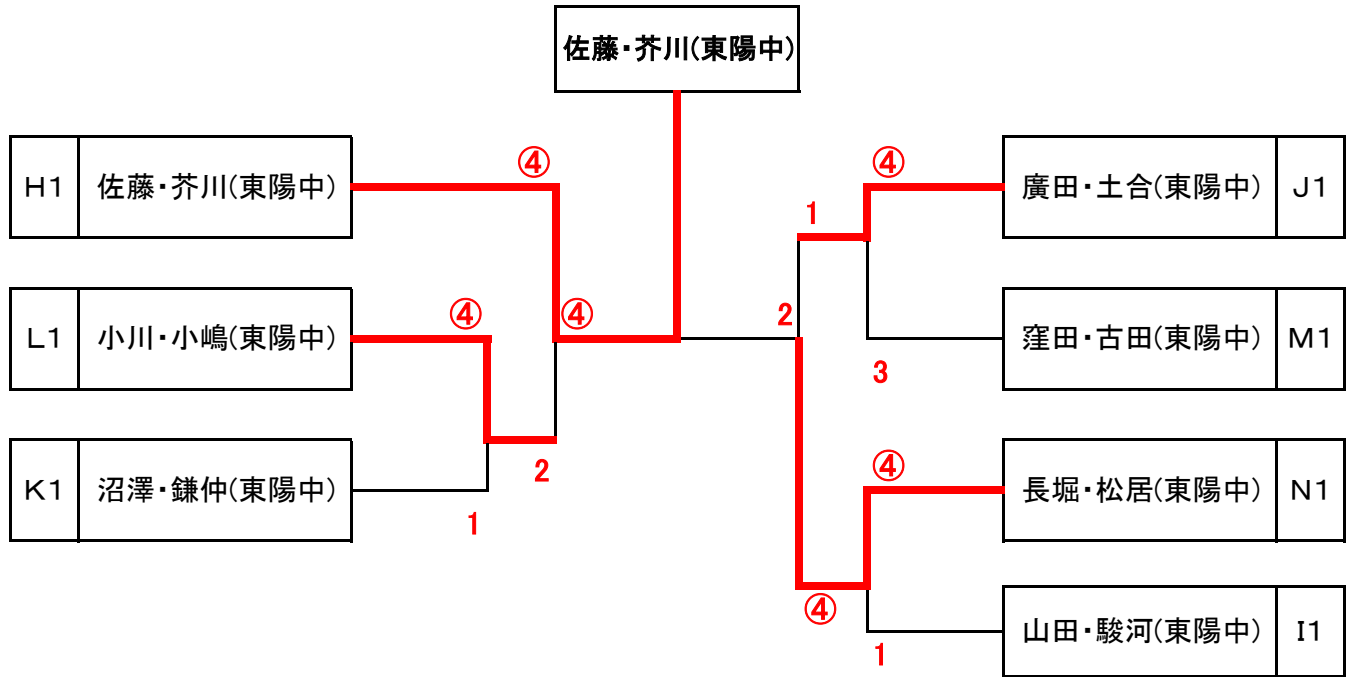 佐藤・芥川(東陽中)
H1 佐藤・芥川(東陽中)
④
④
廣田・土合(東陽中) J1
1
L1 小川・小嶋(東陽中)
④
④
2
窪田・古田(東陽中) M1
3
K1 沼澤・鎌仲(東陽中)
2
1
④
長堀・松居(東陽中) N1
④
山田・駿河(東陽中) I1
1